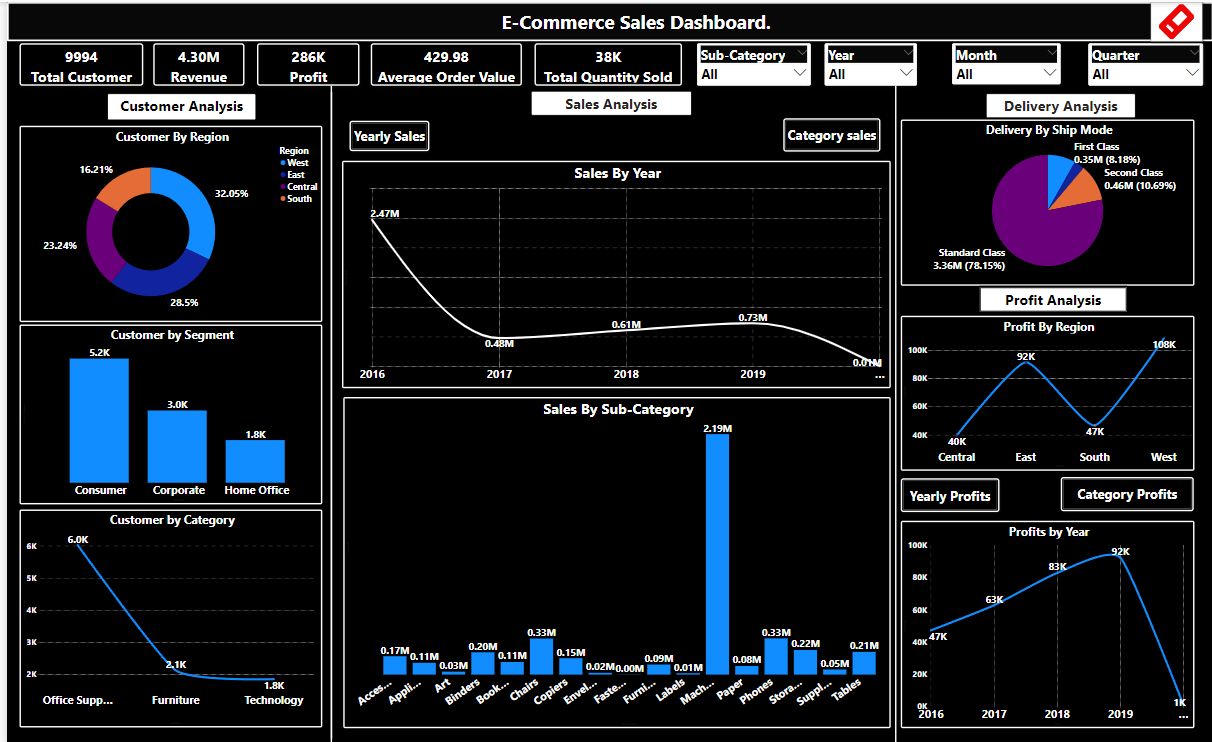 E-Commerce Sales Dashboard.
9994
Total Customer
4.30M
Revenue
286K
Profit
429.98
Average Order Value
38K
Total Quantity Sold
Sub-Category
All
Year
All
Month
All
Quarter
All
Customer Analysis
Customer By Region
Region
West
East
Central
South
16.21%
32.05%
23.24%
28.5%
Customer by Segment
5.2K
3.0K
1.8K
Consumer Corporate Home Office
Customer by Category
6K
5K
4K
3K
2K
6.0K
2.1K
1.8K
Office Supp... Furniture Technology
Sales Analysis
Yearly Sales
Category sales
Sales By Year
2.47M
0.48M
0.61M
0.73M
0.01M
2016 2017 2018 2019 ...
Sales By Sub-Category
0.17M
0.11M
0.03M
0.20M
0.11M
0.33M
0.15M
0.02M
0.00M
0.09M
0.01M
2.19M
0.08M
0.33M
0.22M
0.05M
0.21M
Acces...
Appli...
Art
Binders
Book...
Chairs
Copiers
Envel...
Faste...
Furni...
Labels
Mach...
Paper
Phones
Stora...
Suppl...
Tables
Delivery Analysis
Delivery By Ship Mode
First Class
0.35M (8.18%)
Second Class
0.46M (10.69%)
Standard Class
3.36M (78.15%)
Profit Analysis
Profit By Region
100K
80K
60K
40K
40K
92K
47K
108K
Central East South West
Yearly Profits
Category Profits
Profits by Year
100K
80K
60K
40K
20K
0K
47K
63K
83K
92K
1K
2016 2017 2018 2019 ...